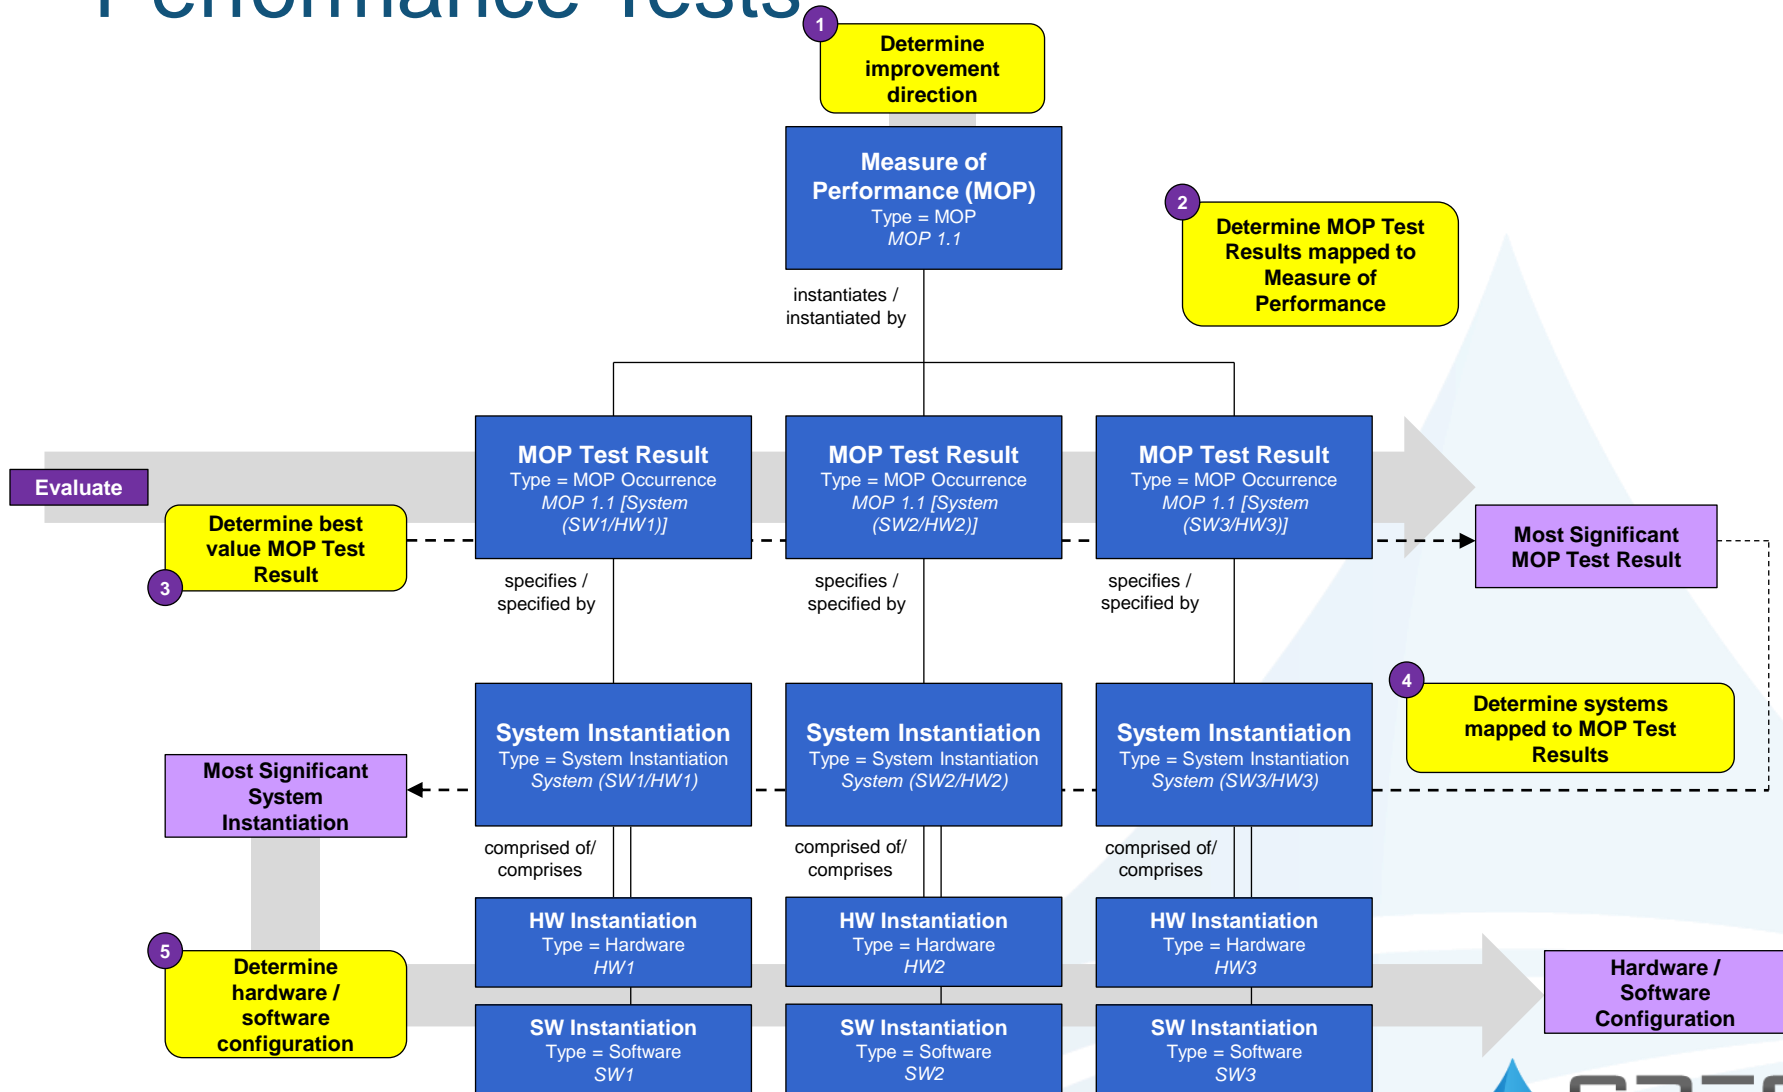 Performance Tests
1
Determine
improvement
direction
Measure of
Performance (MOP)
Type = MOP
MOP 1.1
2
Determine MOP Test
Results mapped to
Measure of
Performance
instantiates /
instantiated by
Evaluate
MOP Test Result
Type = MOP Occurrence
MOP 1.1 [System
(SW1/HW1)]
MOP Test Result
Type = MOP Occurrence
MOP 1.1 [System
(SW2/HW2)]
MOP Test Result
Type = MOP Occurrence
MOP 1.1 [System
(SW3/HW3)]
Determine best
value MOP Test
Result
3
Most Significant
MOP Test Result
specifies /
specified by
specifies /
specified by
specifies /
specified by
4
Determine systems
mapped to MOP Test
Results
System Instantiation
Type = System Instantiation
System (SW1/HW1)
System Instantiation
Type = System Instantiation
System (SW2/HW2)
System Instantiation
Type = System Instantiation
System (SW3/HW3)
Most Significant
System
Instantiation
comprised of/
comprises
comprised of/
comprises
comprised of/
comprises
5
Determine
hardware /
software
configuration
HW Instantiation
Type = Hardware
HW1
HW Instantiation
Type = Hardware
HW2
HW Instantiation
Type = Hardware
HW3
Hardware /
Software
Configuration
SW Instantiation
Type = Software
SW1
SW Instantiation
Type = Software
SW2
SW Instantiation
Type = Software
SW3